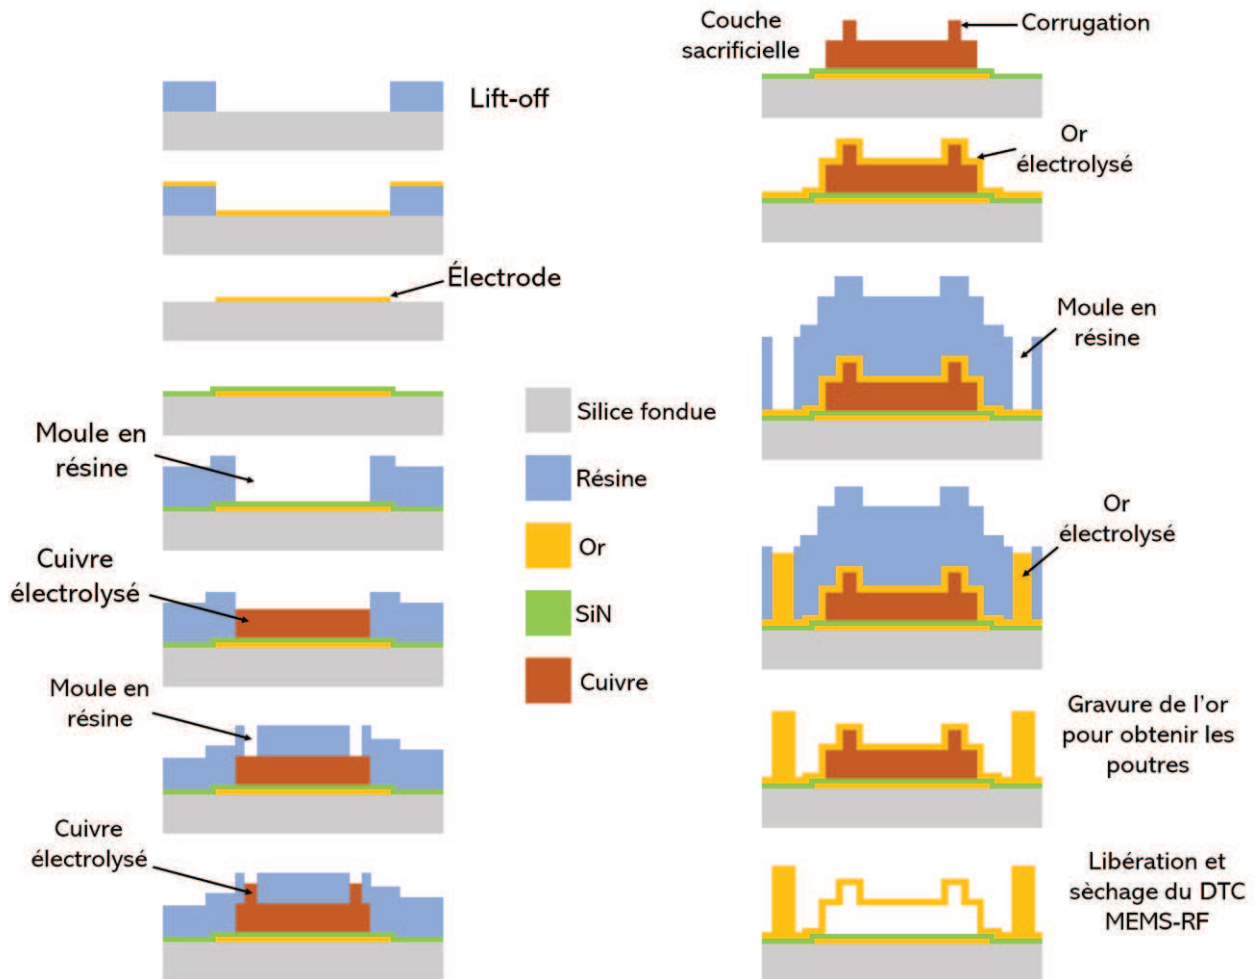 Lift-off
Électrode
Moule en
résine
Cuivre
électrolysé
Moule en
résine
Cuivre
électrolysé
Silice fondue
Résine
Or
SiN
Cuivre
Couche
sacrificielle
Corrugation
Or
électrolysé
Moule en
résine
Or
électrolysé
Gravure de l'or
pour obtenir les
poutres
Libération et
sèchage du DTC
MEMS-RF